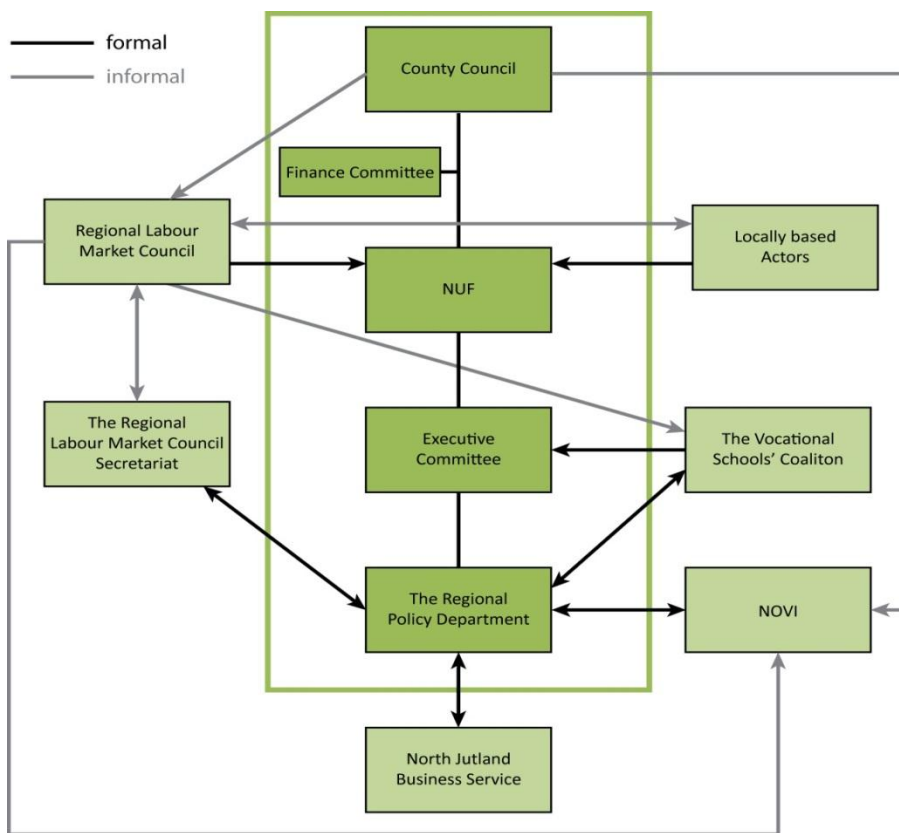 formal
informal
County Council
Finance Committee
Regional Labour
Market Council
Locally based
Actors
NUF
The Regional
Labour Market Council
Secretariat
Executive
Committee
The Vocational
Schools' Coaliton
The Regional
Policy Department
NOVI
North Jutland
Business Service